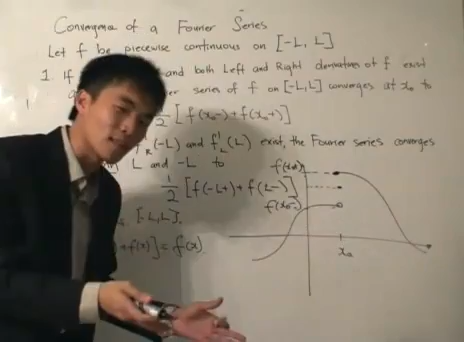 Convergence of a Fourier Series
Let f be piecewise continuous on [-L, L]
1. If and both Left and Right derivatives of f exist
series of f on [-L,L] converges at x₀ to
1/2 [f(x₀-)+f(x₀+)]
f'R(-L) and f'L(L) exist, the Fourier series converges
L and -L to
1/2 [f(-L+)+f(L-)]
[-L,L].
+f(x)]=f(x).
f(x₀+)
f(x₀-)
x₀